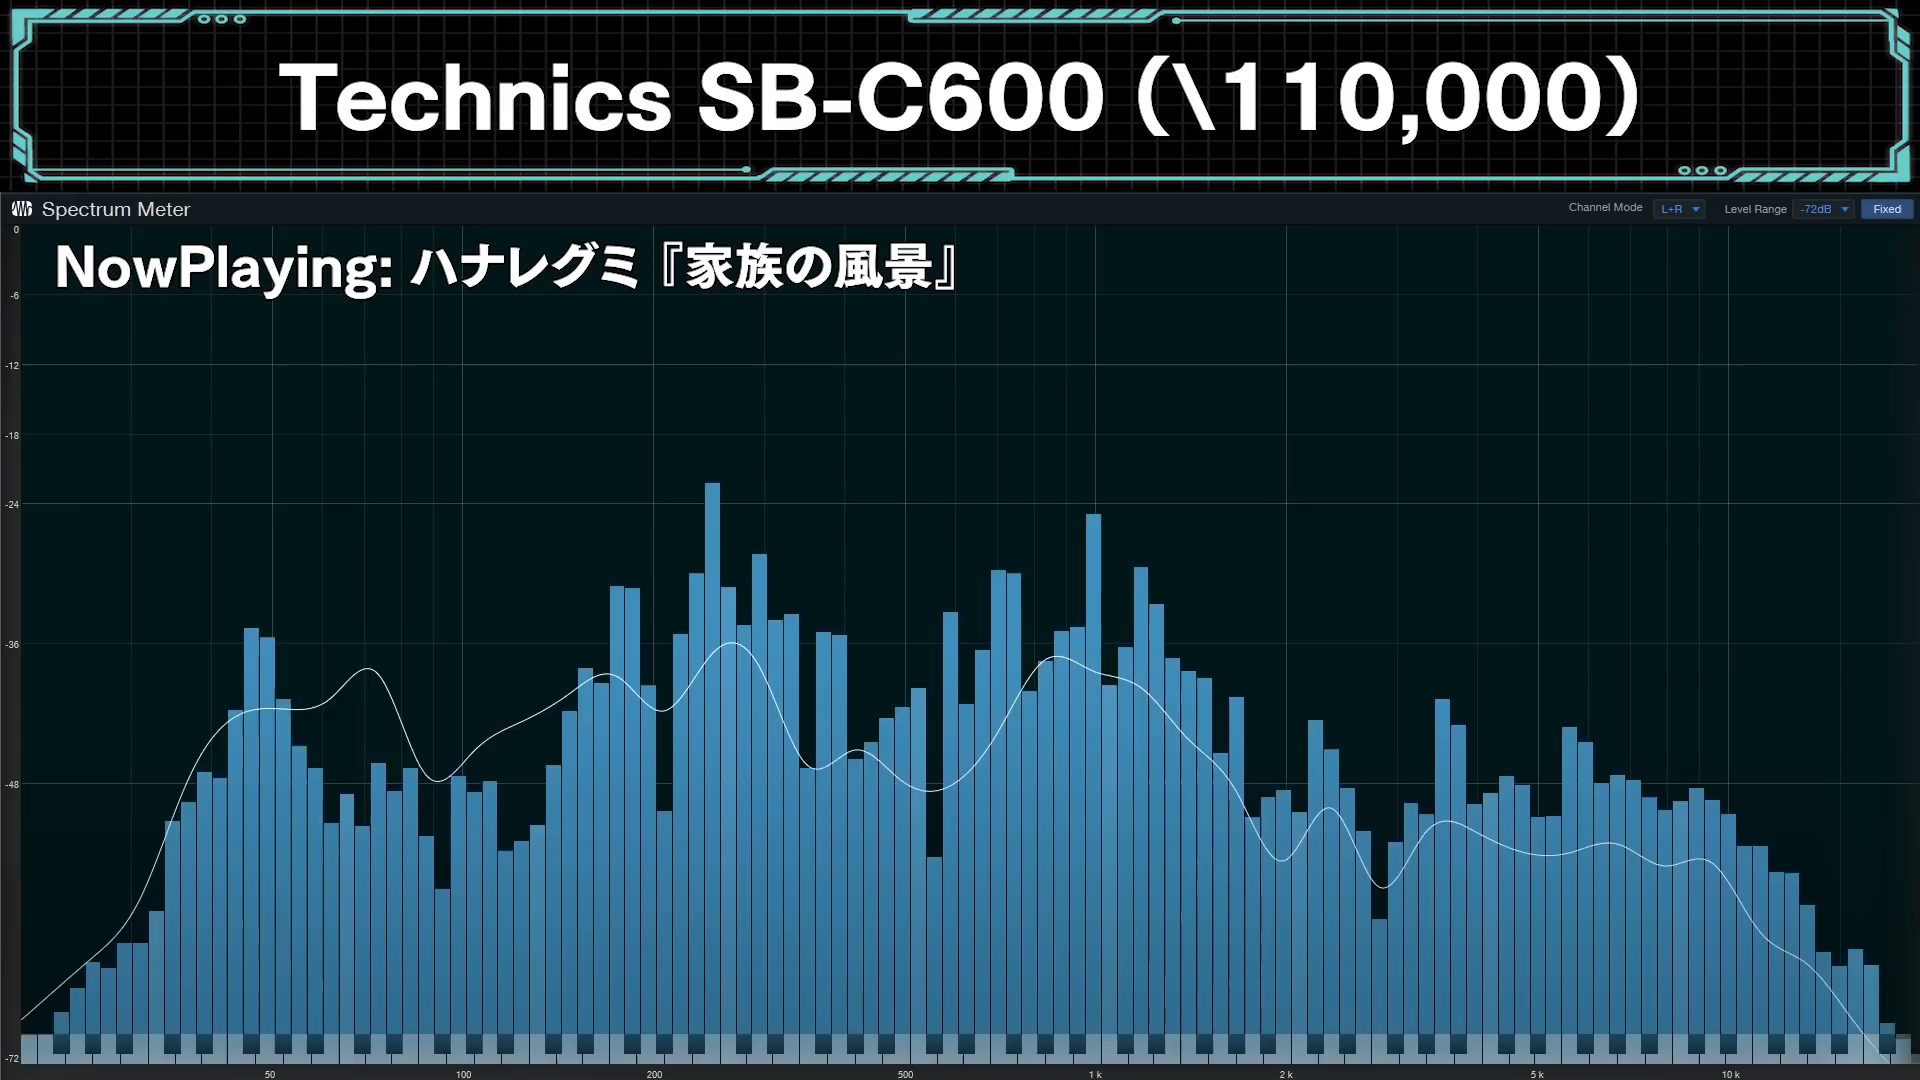 Technics SB-C600 (\110,000)
Spectrum Meter
Channel Mode L+R Level Range -72dB Fixed
NowPlaying: ハナレグミ『家族の風景』
0
-6
-12
-18
-24
-36
-48
-72
50 100 200 500 1 k 2 k 5 k 10 k